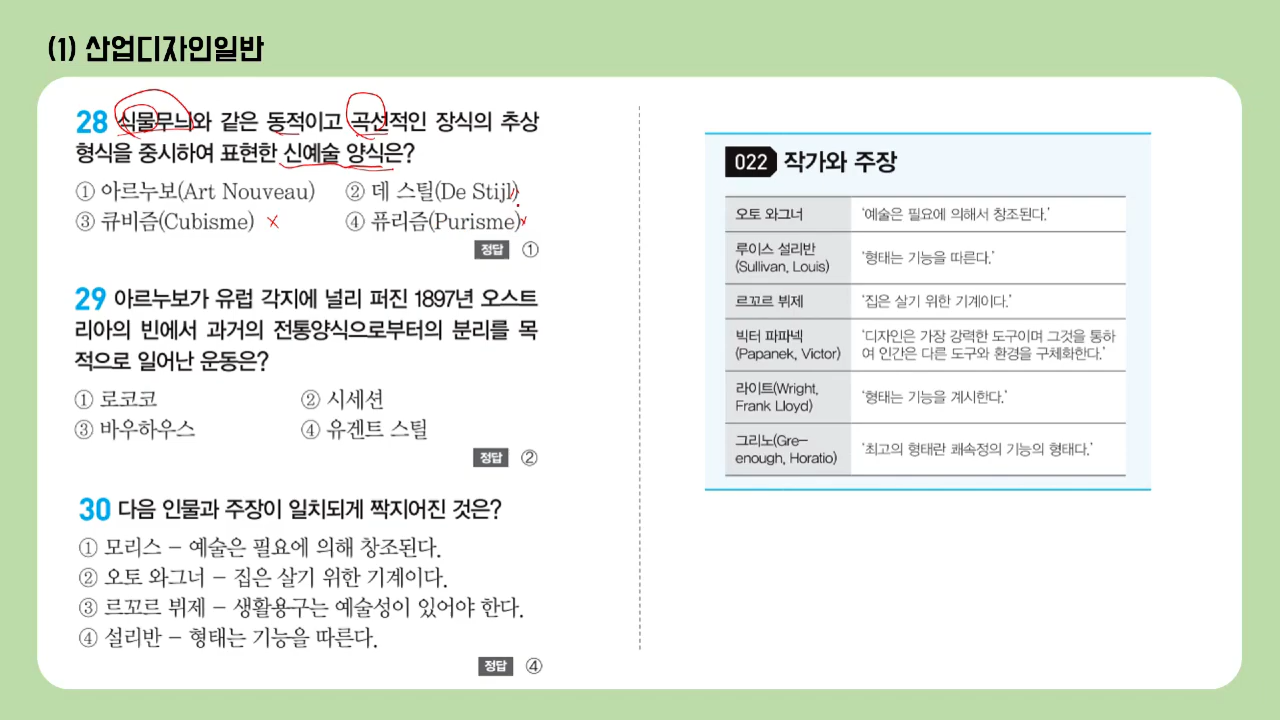 (1) 산업디자인일반
28 식물무늬와 같은 동적이고 곡선적인 장식의 추상
형식을 중시하여 표현한 신예술 양식은?
① 아르누보(Art Nouveau) ② 데 스틸(De Stijl)
③ 큐비즘(Cubisme) ④ 퓨리즘(Purisme)
정답 ①
29 아르누보가 유럽 각지에 널리 퍼진 1897년 오스트
리아의 빈에서 과거의 전통양식으로부터의 분리를 목
적으로 일어난 운동은?
① 로코코 ② 시세션
③ 바우하우스 ④ 유겐트 스틸
정답 ②
30 다음 인물과 주장이 일치되게 짝지어진 것은?
① 모리스 – 예술은 필요에 의해 창조된다.
② 오토 와그너 – 집은 살기 위한 기계이다.
③ 르꼬르 뷔제 – 생활용구는 예술성이 있어야 한다.
④ 설리반 – 형태는 기능을 따른다.
정답 ④
022 작가와 주장
오토 와그너 '예술은 필요에 의해서 창조된다.'
루이스 설리반
(Sullivan, Louis)
'형태는 기능을 따른다.'
르꼬르 뷔제 '집은 살기 위한 기계이다.'
빅터 파파넥
(Papanek, Victor)
'디자인은 가장 강력한 도구이며 그것을 통하
여 인간은 다른 도구와 환경을 구체화한다.'
라이트(Wright,
Frank Lloyd)
'형태는 기능을 계시한다.'
그리노(Gre-
enough, Horatio)
'최고의 형태란 쾌속정의 기능의 형태다.'